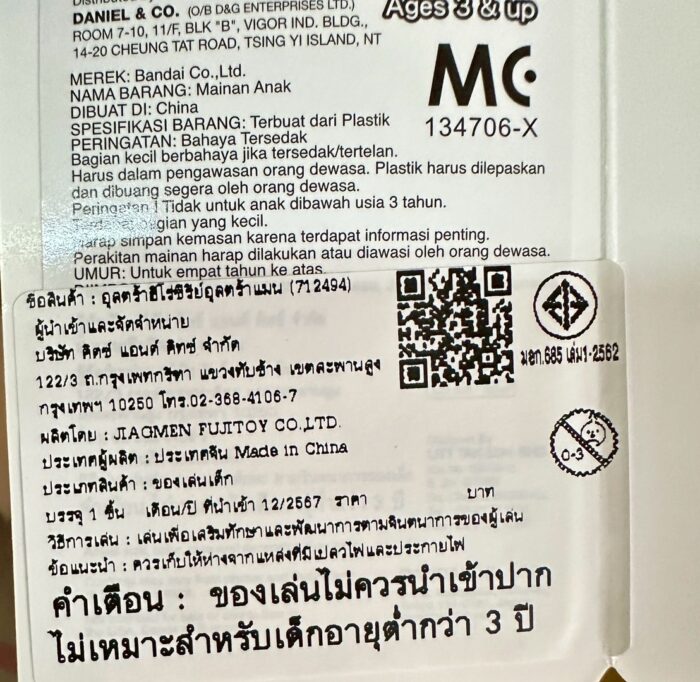 DANIEL & CO. (O/B D&G ENTERPRISES LTD.)
ROOM 7-10, 11/F, BLK "B", VIGOR IND. BLDG.,
14-20 CHEUNG TAT ROAD, TSING YI ISLAND, NT
Ages 3 & up
MC
134706-X
MEREK: Bandai Co.,Ltd.
NAMA BARANG: Mainan Anak
DIBUAT DI: China
SPESIFIKASI BARANG: Terbuat dari Plastik
PERINGATAN: Bahaya Tersedak
Bagian kecil berbahaya jika tersedak/tertelan.
Harus dalam pengawasan orang dewasa. Plastik harus dilepaskan
dan dibuang segera oleh orang dewasa.
Peringatan ! Tidak untuk anak dibawah usia 3 tahun.
Terdapat bagian yang kecil.
Harap simpan kemasan karena terdapat informasi penting.
Perakitan mainan harap dilakukan atau diawasi oleh orang dewasa.
UMUR: Untuk empat tahun ke atas.
ชื่อสินค้า : อุลตร้าฮีโร่ซีรีย์อุลตร้าแมน (712494)
ผู้นำเข้าและจัดจำหน่าย
บริษัท คิตซ์ แอนด์ คิทซ์ จำกัด
122/3 ถ.กรุงเทพกรีฑา แขวงทับช้าง เขตสะพานสูง
กรุงเทพฯ 10250 โทร.02-368-4106-7
ผลิตโดย : JIAGMEN FUJITOY CO.,LTD.
ประเทศผู้ผลิต : ประเทศจีน Made in China
ประเภทสินค้า : ของเล่นเด็ก
บรรจุ 1 ชิ้น เดือน/ปี ที่นำเข้า 12/2567 ราคา บาท
วิธีการเล่น : เล่นเพื่อเสริมทักษะและพัฒนาการตามจินตนาการของผู้เล่น
ข้อแนะนำ : ควรเก็บให้ห่างจากแหล่งที่มีเปลวไฟและประกายไฟ
คำเตือน : ของเล่นไม่ควรนำเข้าปาก
ไม่เหมาะสำหรับเด็กอายุต่ำกว่า 3 ปี
มอก.685 เล่ม1-2562
0-3